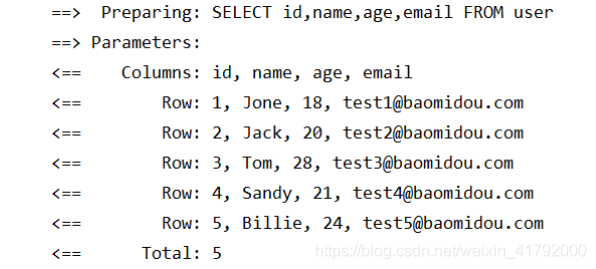 ==>  Preparing: SELECT id,name,age,email FROM user
==> Parameters:
<==    Columns: id, name, age, email
<==        Row: 1, Jone, 18, test1@baomidou.com
<==        Row: 2, Jack, 20, test2@baomidou.com
<==        Row: 3, Tom, 28, test3@baomidou.com
<==        Row: 4, Sandy, 21, test4@baomidou.com
<==        Row: 5, Billie, 24, test5@baomidou.com
<==      Total: 5
https://blog.csdn.net/weixin_41792000